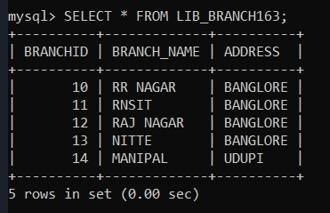 mysql> SELECT * FROM LIB_BRANCH163;
+----------+-------------+----------+
| BRANCHID | BRANCH_NAME | ADDRESS  |
+----------+-------------+----------+
|       10 | RR NAGAR    | BANGLORE |
|       11 | RNSIT       | BANGLORE |
|       12 | RAJ NAGAR   | BANGLORE |
|       13 | NITTE       | BANGLORE |
|       14 | MANIPAL     | UDUPI    |
+----------+-------------+----------+
5 rows in set (0.00 sec)